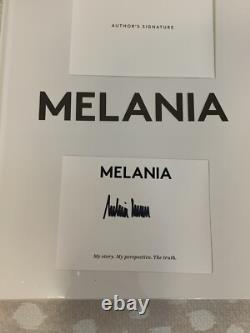 AUTHOR'S SIGNATURE
MELANIA
MELANIA
My story. My perspective. The truth.